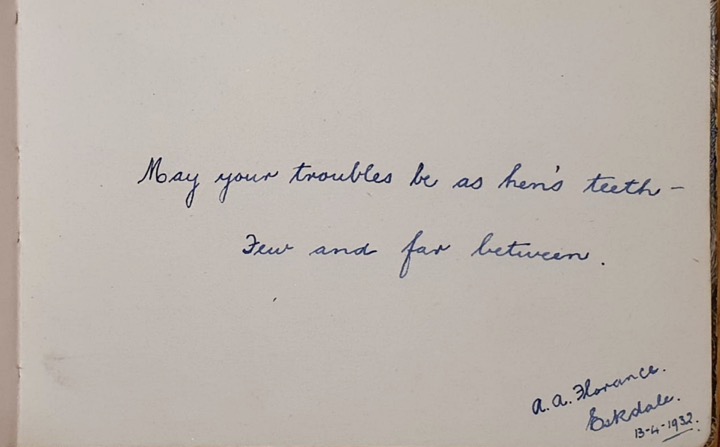 May your troubles be as hen's teeth –
Few and far between.
A. A. Florance.
Eskdale.
13-4-1932.